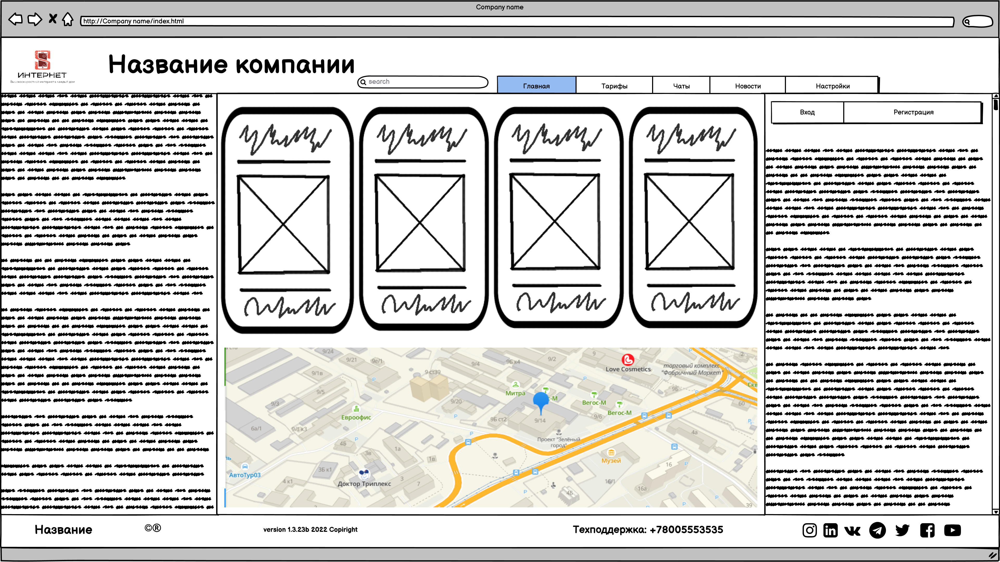 Company name
http://Company name/index.html
ИНТЕРНЕТ
Высокоскоростной интернет в каждый дом
Название компании
search
Главная
Тарифы
Чаты
Новости
Настройки
Вход
Регистрация
9/24
9/21
9е/1
9/4
9Б к4
9/2
9
2
Love Cosmetics
торговый комплекс
"Фабричный Маркет"
9/1в
9 ст39
P
P
P
Скв
9/5
Митра
с-М
Вегос-М
9Б
P
9/3
9/20
60
Евроофис
P
9Б ст2
9/14
9/6
Вегос-М
6а/1
9/1 к3
P
4а
P
4Б
P
Проект "Зелёный
город"
3в
1а
1в
Музей
16
P
АвтоТур03
3Б к1
Доктор Триплекс
3
7
4 к1
16/1
16а
4Б
P
P
P
39
Название
©®
version 1.3.23b 2022 Copiright
Техподдержка: +78005553535